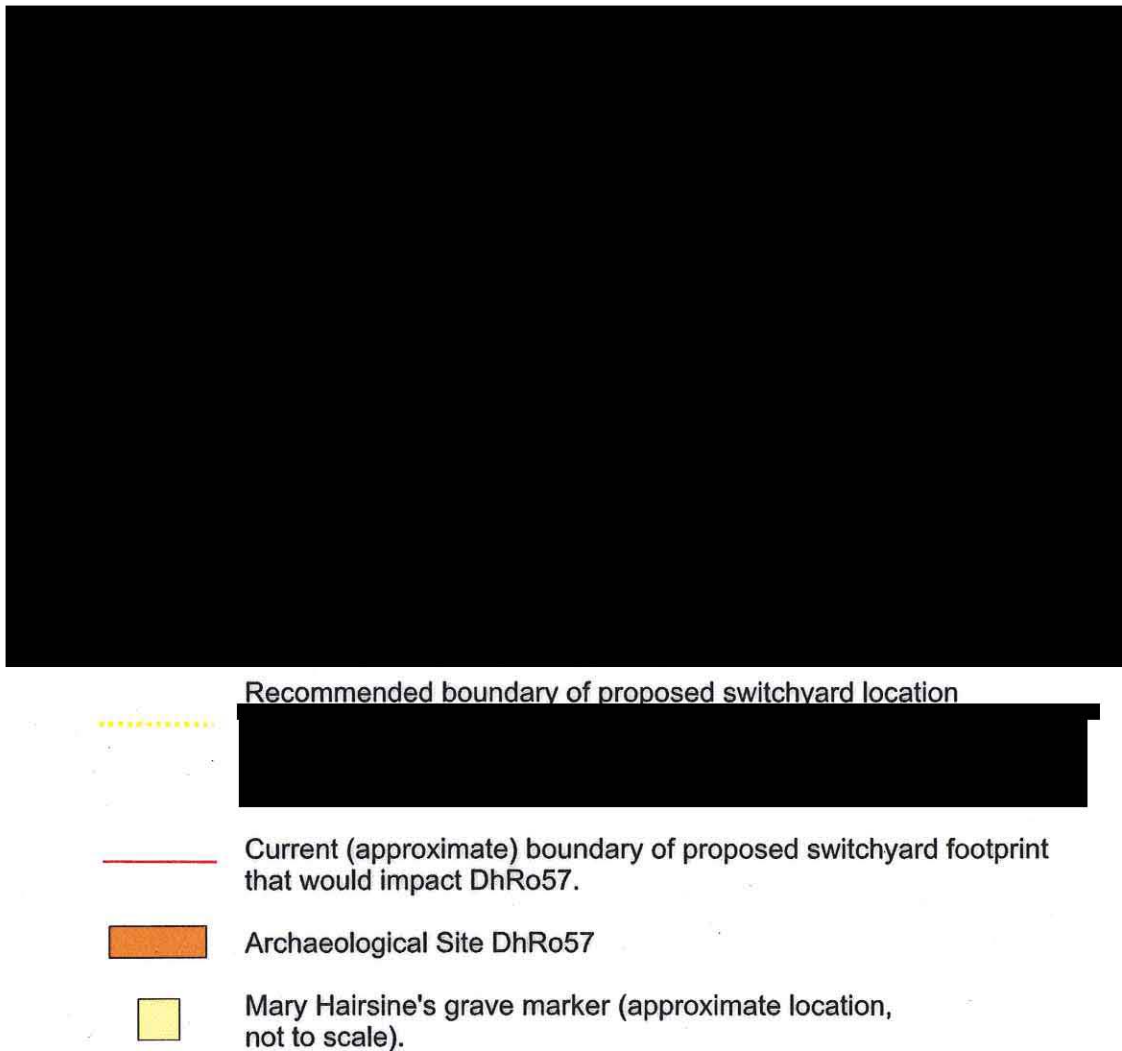 Recommended boundary of proposed switchyard location
Current (approximate) boundary of proposed switchyard footprint
that would impact DhRo57.
Archaeological Site DhRo57
Mary Hairsine's grave marker (approximate location,
not to scale).